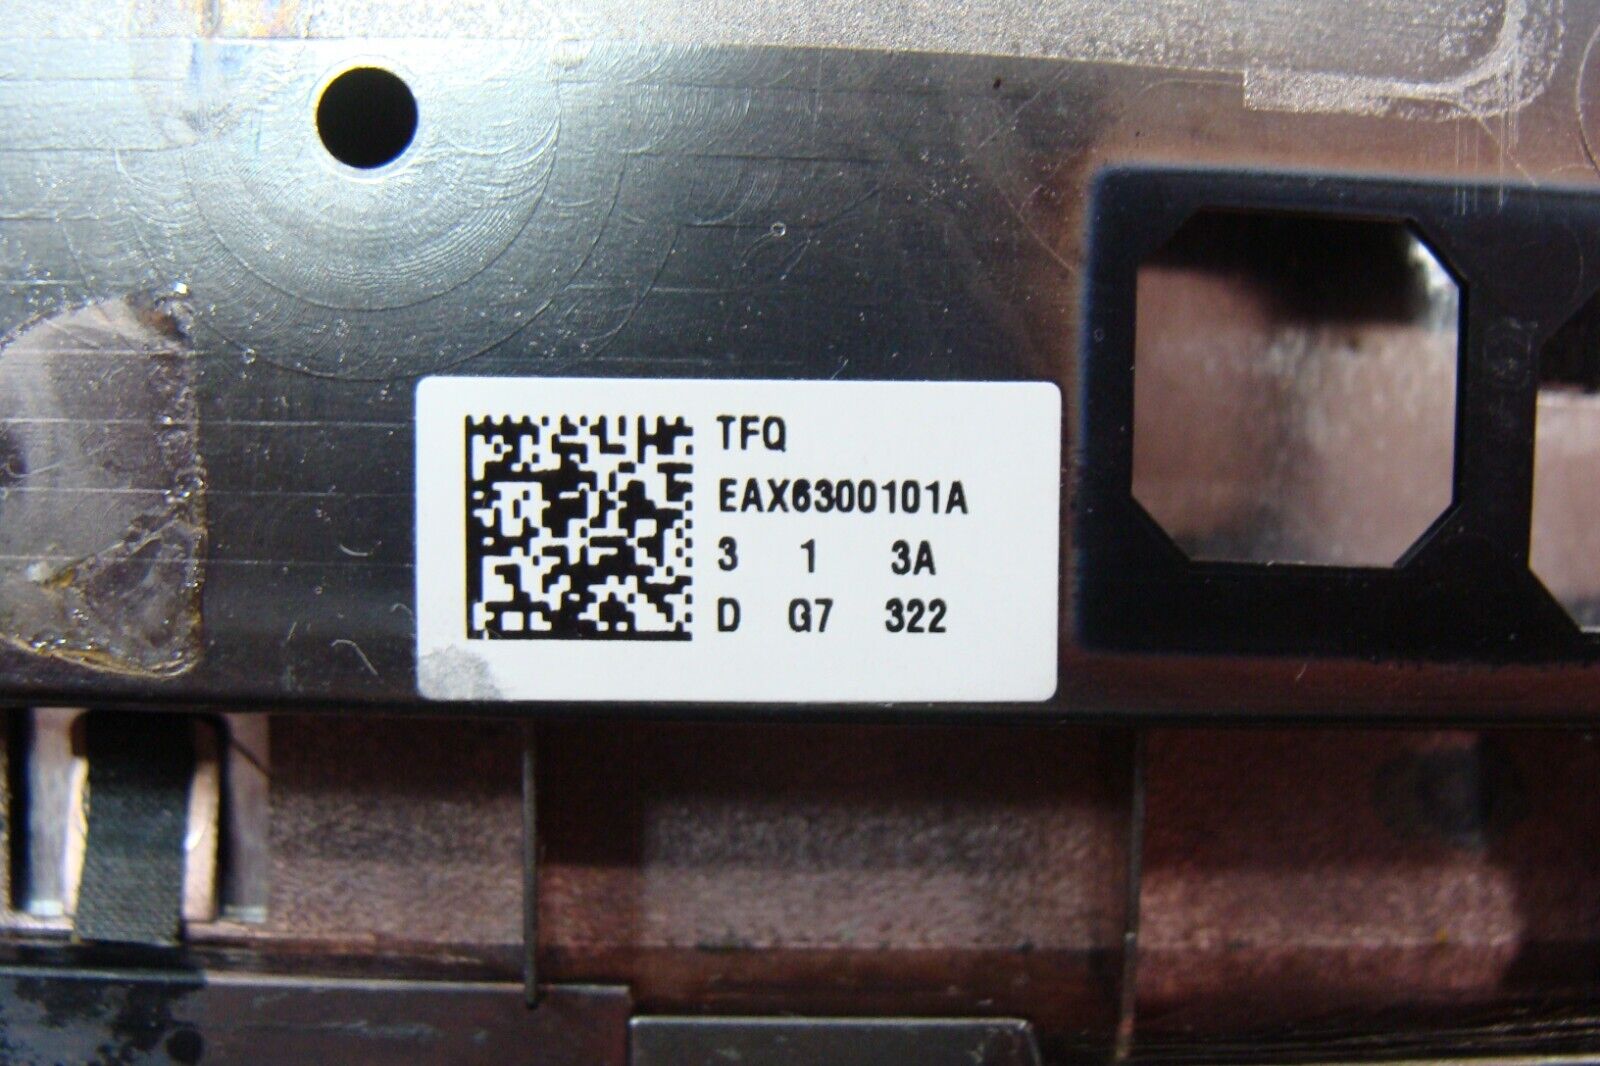 TFQ
EAX6300101A
3 1 3A
D G7 322